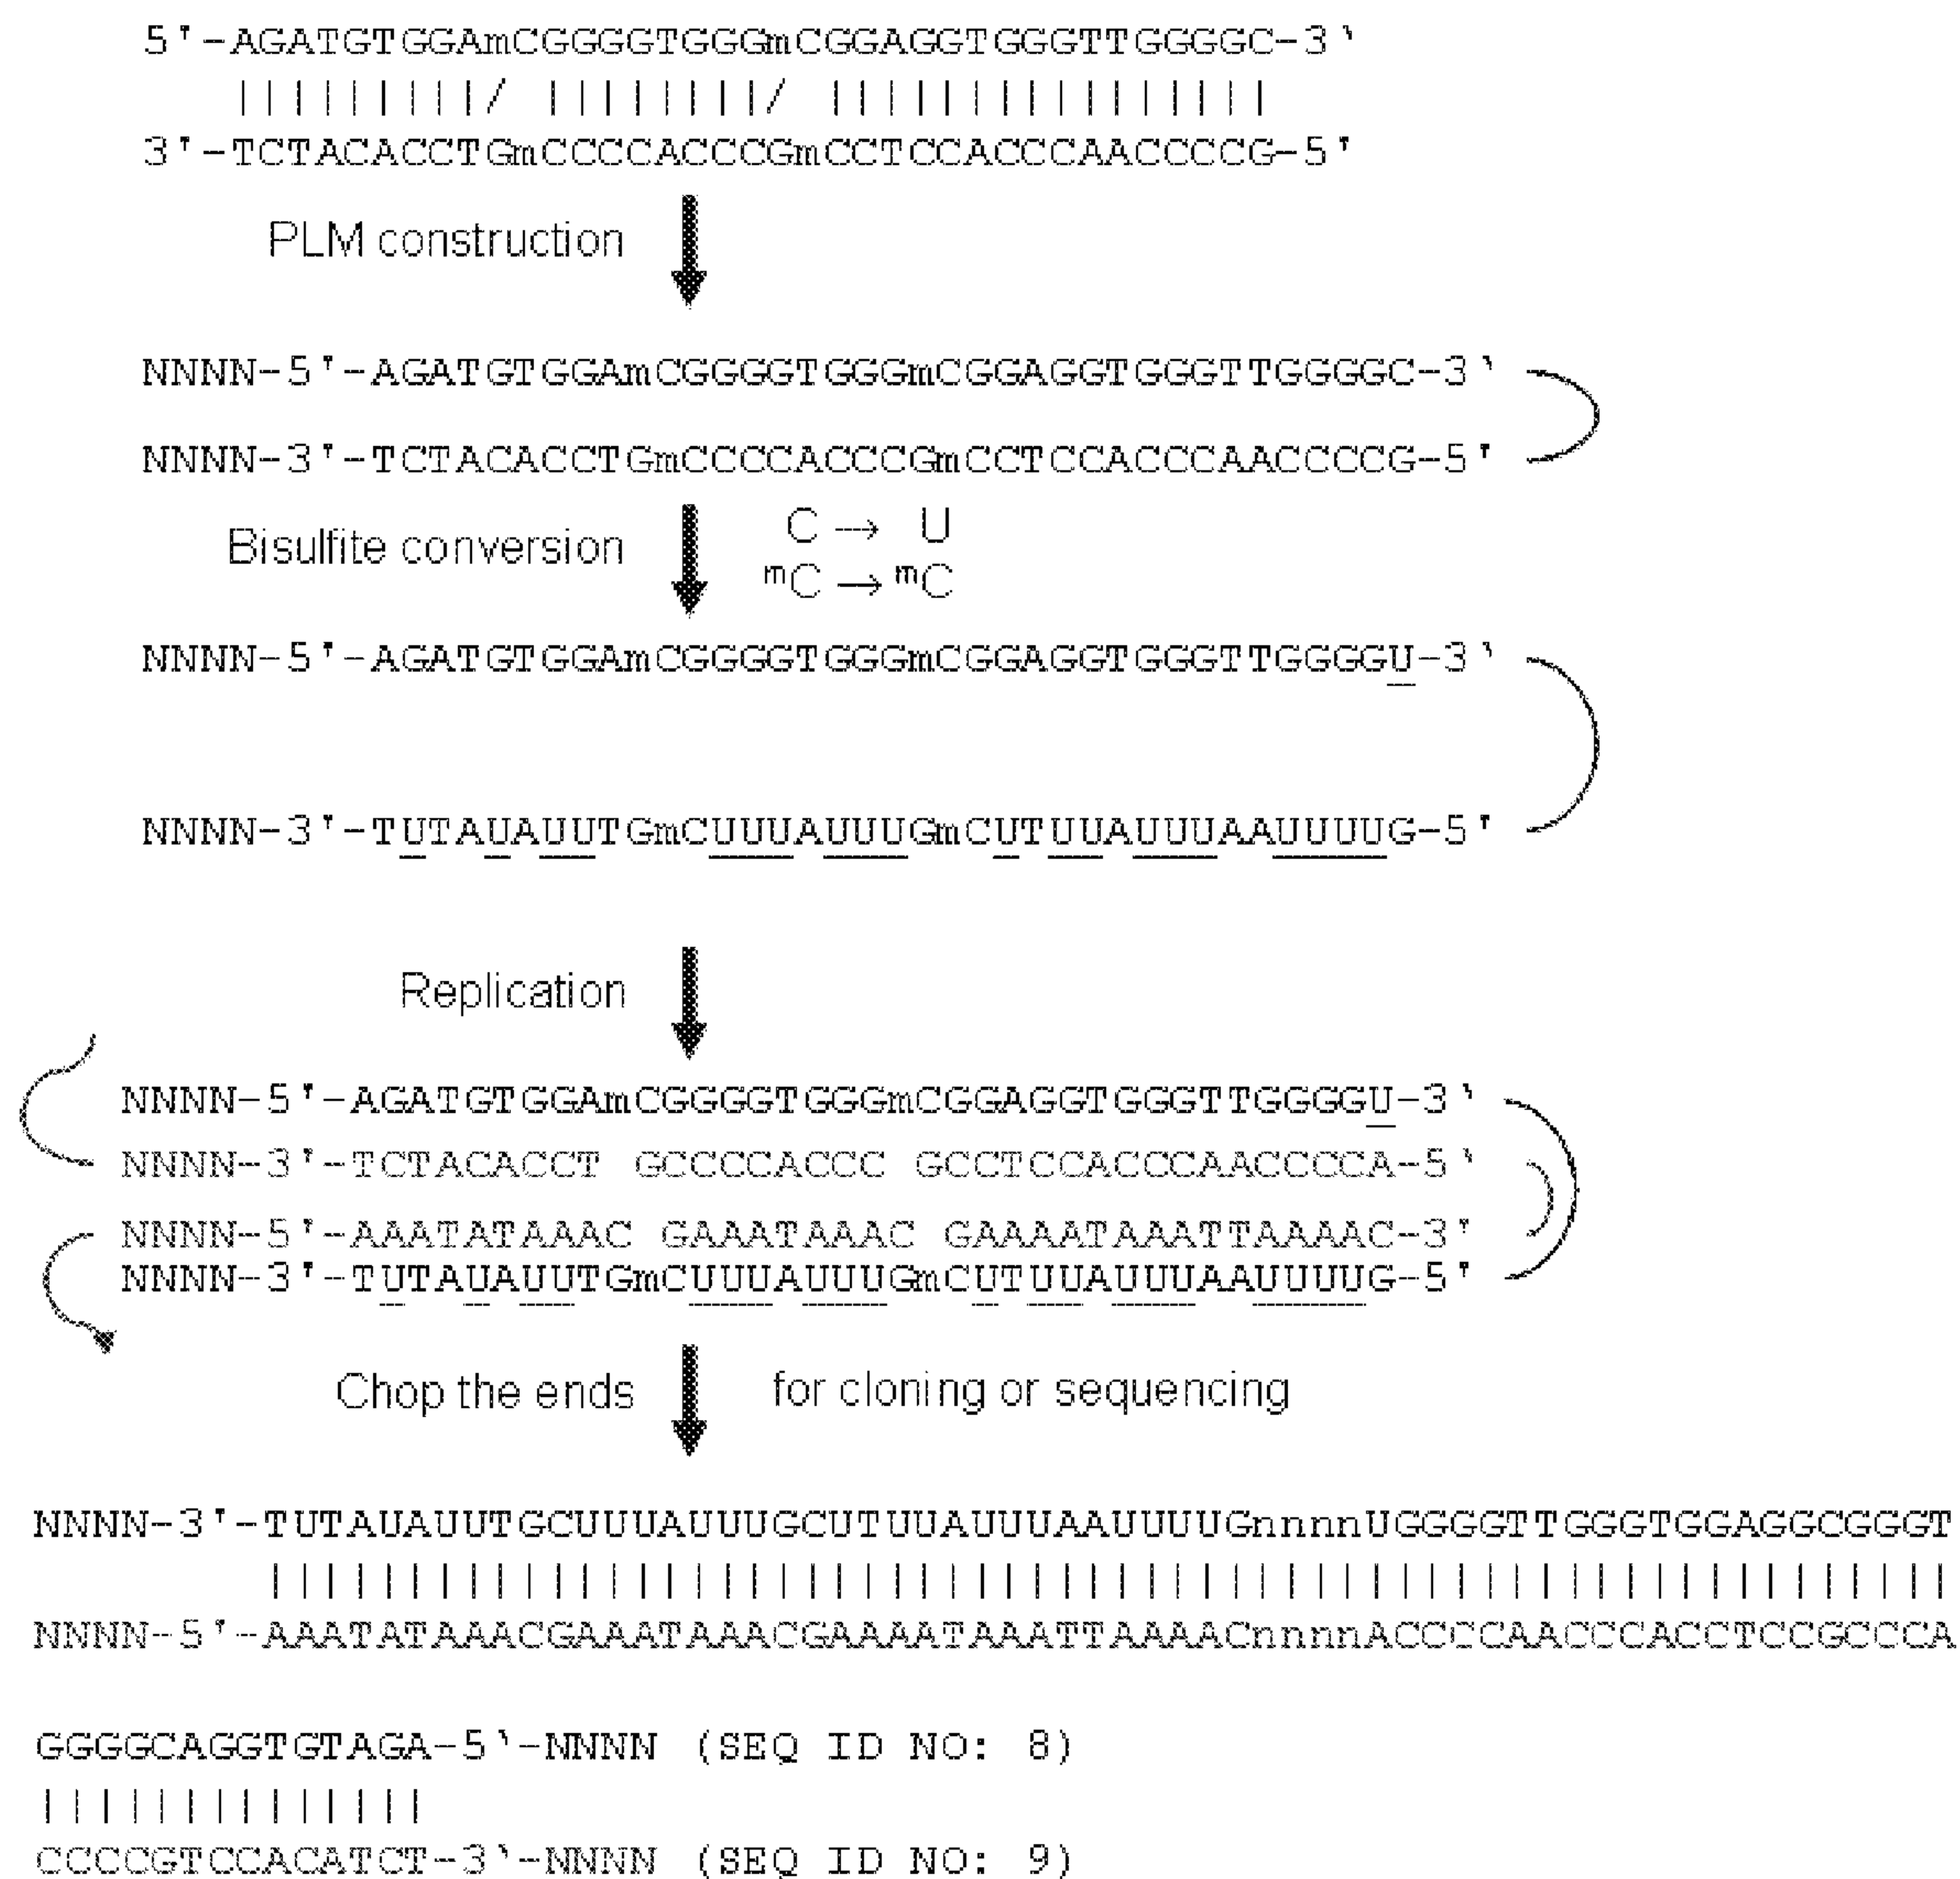 5'-AGATGTGGAmCGGGGTGGGmCGGAGGTGGGTTGGGGC-3'
|||||||||/ ||||||||/ ||||||||||||||||
3'-TCTACACCTGmCCCCACCCGmCCTCCACCCAACCCCG-5'
PLM construction
NNNN-5'-AGATGTGGAmCGGGGTGGGmCGGAGGTGGGTTGGGGC-3'
NNNN-3'-TCTACACCTGmCCCCACCCGmCCTCCACCCAACCCCG-5'
Bisulfite conversion
C → U
mC → mC
NNNN-5'-AGATGTGGAmCGGGGTGGGmCGGAGGTGGGTTGGGGU-3'
NNNN-3'-TUTAUAUUTGmCUUUAUUUGmCUTUUAUUUAAUUUUG-5'
Replication
NNNN-5'-AGATGTGGAmCGGGGTGGGmCGGAGGTGGGTTGGGGU-3'
NNNN-3'-TCTACACCT GCCCCACCC GCCTCCACCCAACCCCA-5'
NNNN-5'-AAATATAAAC GAAATAAAC GAAAATAAATTAAAAC-3'
NNNN-3'-TUTAUAUUTGmCUUUAUUUGmCUTUUAUUUAAUUUUG-5'
Chop the ends for cloning or sequencing
NNNN-3'-TUTAUAUUTGCUUUAUUUGCUTUUAUUUAAUUUUGnnnnUGGGGTTGGGTGGAGGCGGGT
NNNN-5'-AAATATAAACGAAATAAACGAAAATAAATTAAAACnnnnACCCCAACCCACCTCCGCCCA
GGGGCAGGTGTAGA-5'-NNNN (SEQ ID NO: 8)
||||||||||||||
CCCCGTCCACATCT-3'-NNNN (SEQ ID NO: 9)